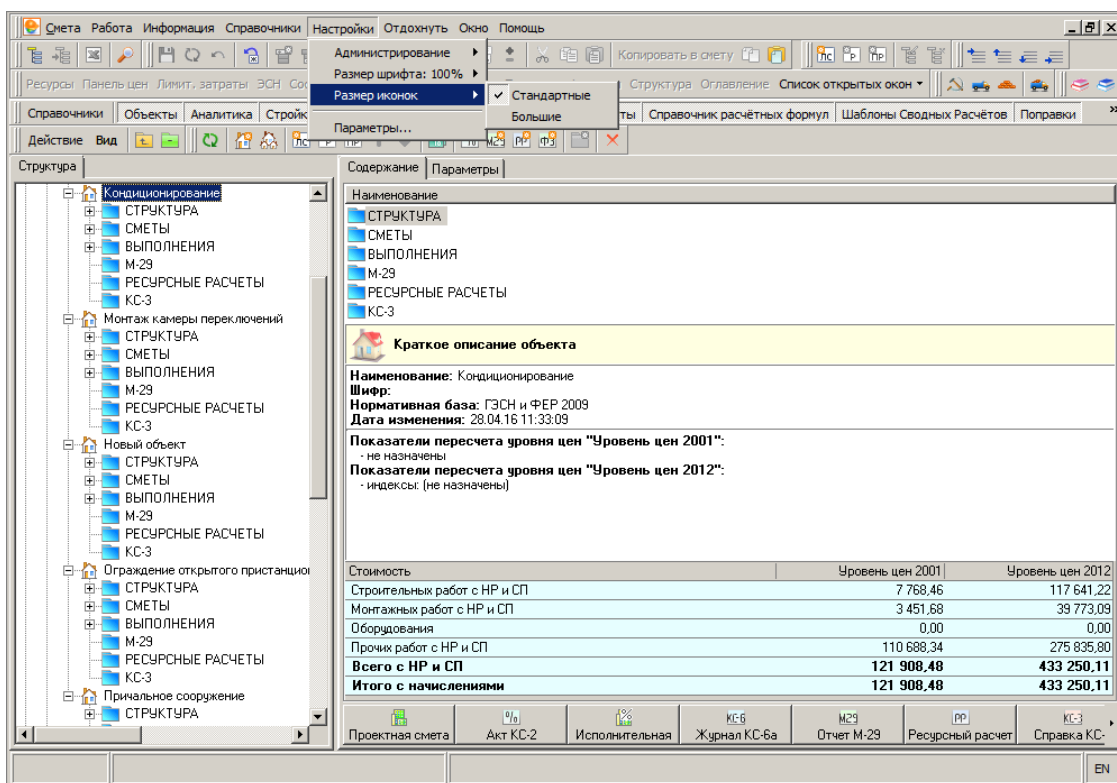 Смета Работа Информация Справочники Настройки Отдохнуть Окно Помощь
Администрирование
Размер шрифта: 100%
Размер иконок
Параметры...
Стандартные
Большие
Копировать в смету
Ресурсы Панель цен Лимит. затраты ЭСН
Структура Оглавление Список открытых окон
Справочники Объекты Аналитика Справочник расчётных формул Шаблоны Сводных Расчётов Поправки
Действие Вид
Структура
Содержание Параметры
Кондиционирование
СТРУКТУРА
СМЕТЫ
ВЫПОЛНЕНИЯ
М-29
РЕСУРСНЫЕ РАСЧЕТЫ
КС-3
Монтаж камеры переключений
СТРУКТУРА
СМЕТЫ
ВЫПОЛНЕНИЯ
М-29
РЕСУРСНЫЕ РАСЧЕТЫ
КС-3
Новый объект
СТРУКТУРА
СМЕТЫ
ВЫПОЛНЕНИЯ
М-29
РЕСУРСНЫЕ РАСЧЕТЫ
КС-3
Ограждение открытого пристанцио
СТРУКТУРА
СМЕТЫ
ВЫПОЛНЕНИЯ
М-29
РЕСУРСНЫЕ РАСЧЕТЫ
КС-3
Причальное сооружение
СТРУКТУРА
Наименование
СТРУКТУРА
СМЕТЫ
ВЫПОЛНЕНИЯ
М-29
РЕСУРСНЫЕ РАСЧЕТЫ
КС-3
Краткое описание объекта
Наименование: Кондиционирование
Шифр:
Нормативная база: ГЭСН и ФЕР 2009
Дата изменения: 28.04.16 11:33:09
Показатели пересчета уровня цен "Уровень цен 2001":
- не назначены
Показатели пересчета уровня цен "Уровень цен 2012":
- индексы: (не назначены)
Стоимость Уровень цен 2001 Уровень цен 2012
Строительных работ с НР и СП 7 768,46 117 641,22
Монтажных работ с НР и СП 3 451,68 39 773,09
Оборудования 0,00 0,00
Прочих работ с НР и СП 110 688,34 275 835,80
Всего с НР и СП 121 908,48 433 250,11
Итого с начислениями 121 908,48 433 250,11
% КС-6 М29 РР КС-3
Проектная смета Акт КС-2 Исполнительная Журнал КС-6а Отчет М-29 Ресурсный расчет Справка КС-
EN